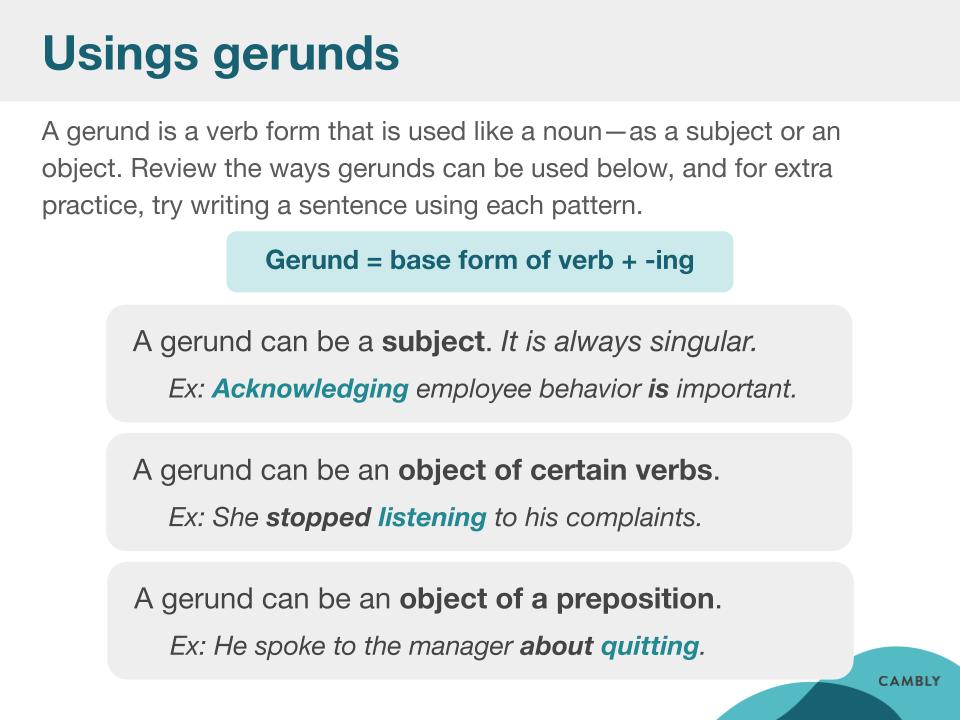 Usings gerunds
A gerund is a verb form that is used like a noun—as a subject or an
object. Review the ways gerunds can be used below, and for extra
practice, try writing a sentence using each pattern.
Gerund = base form of verb + -ing
A gerund can be a subject. It is always singular.
Ex: Acknowledging employee behavior is important.
A gerund can be an object of certain verbs.
Ex: She stopped listening to his complaints.
A gerund can be an object of a preposition.
Ex: He spoke to the manager about quitting.
CAMBLY